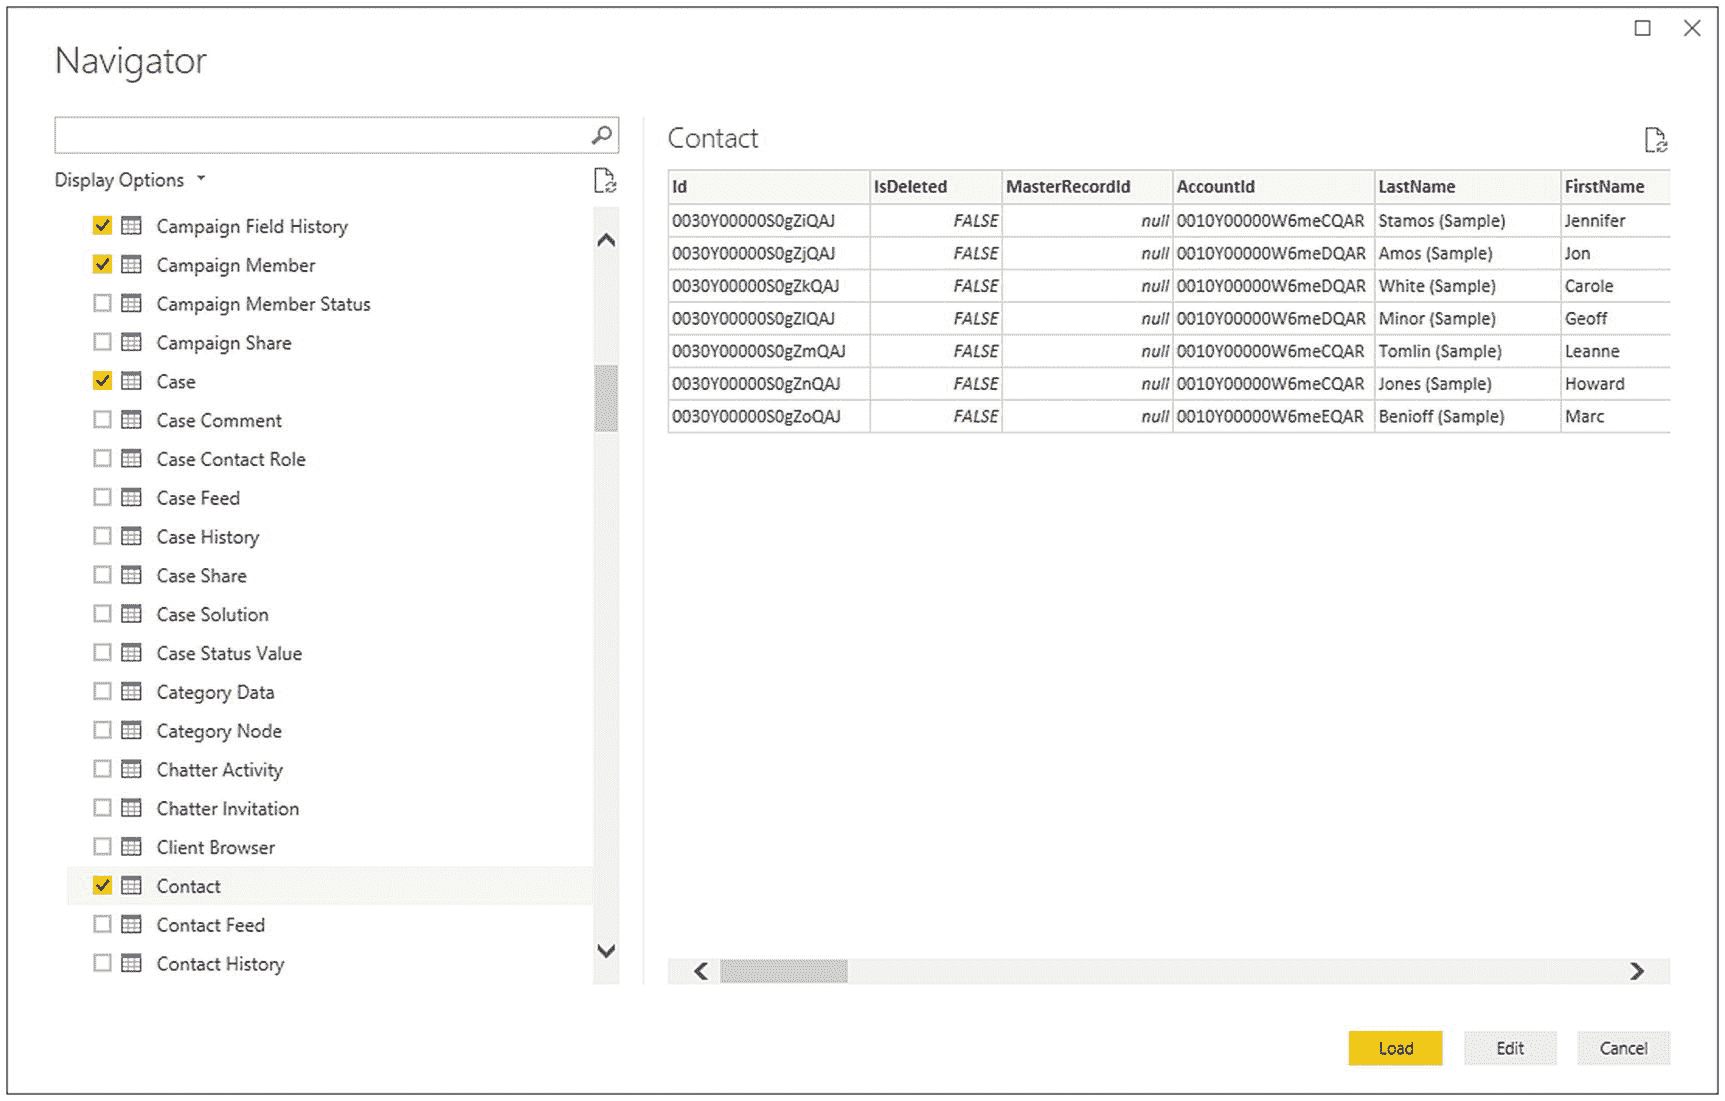 Navigator
Display Options
Campaign Field History
Campaign Member
Campaign Member Status
Campaign Share
Case
Case Comment
Case Contact Role
Case Feed
Case History
Case Share
Case Solution
Case Status Value
Category Data
Category Node
Chatter Activity
Chatter Invitation
Client Browser
Contact
Contact Feed
Contact History
Contact
Id IsDeleted MasterRecordId AccountId LastName FirstName
0030Y00000S0gZiQAJ FALSE null 0010Y00000W6meCQAR Stamos (Sample) Jennifer
0030Y00000S0gZjQAJ FALSE null 0010Y00000W6meDQAR Amos (Sample) Jon
0030Y00000S0gZkQAJ FALSE null 0010Y00000W6meDQAR White (Sample) Carole
0030Y00000S0gZlQAJ FALSE null 0010Y00000W6meDQAR Minor (Sample) Geoff
0030Y00000S0gZmQAJ FALSE null 0010Y00000W6meCQAR Tomlin (Sample) Leanne
0030Y00000S0gZnQAJ FALSE null 0010Y00000W6meCQAR Jones (Sample) Howard
0030Y00000S0gZoQAJ FALSE null 0010Y00000W6meEQAR Benioff (Sample) Marc
Load Edit Cancel